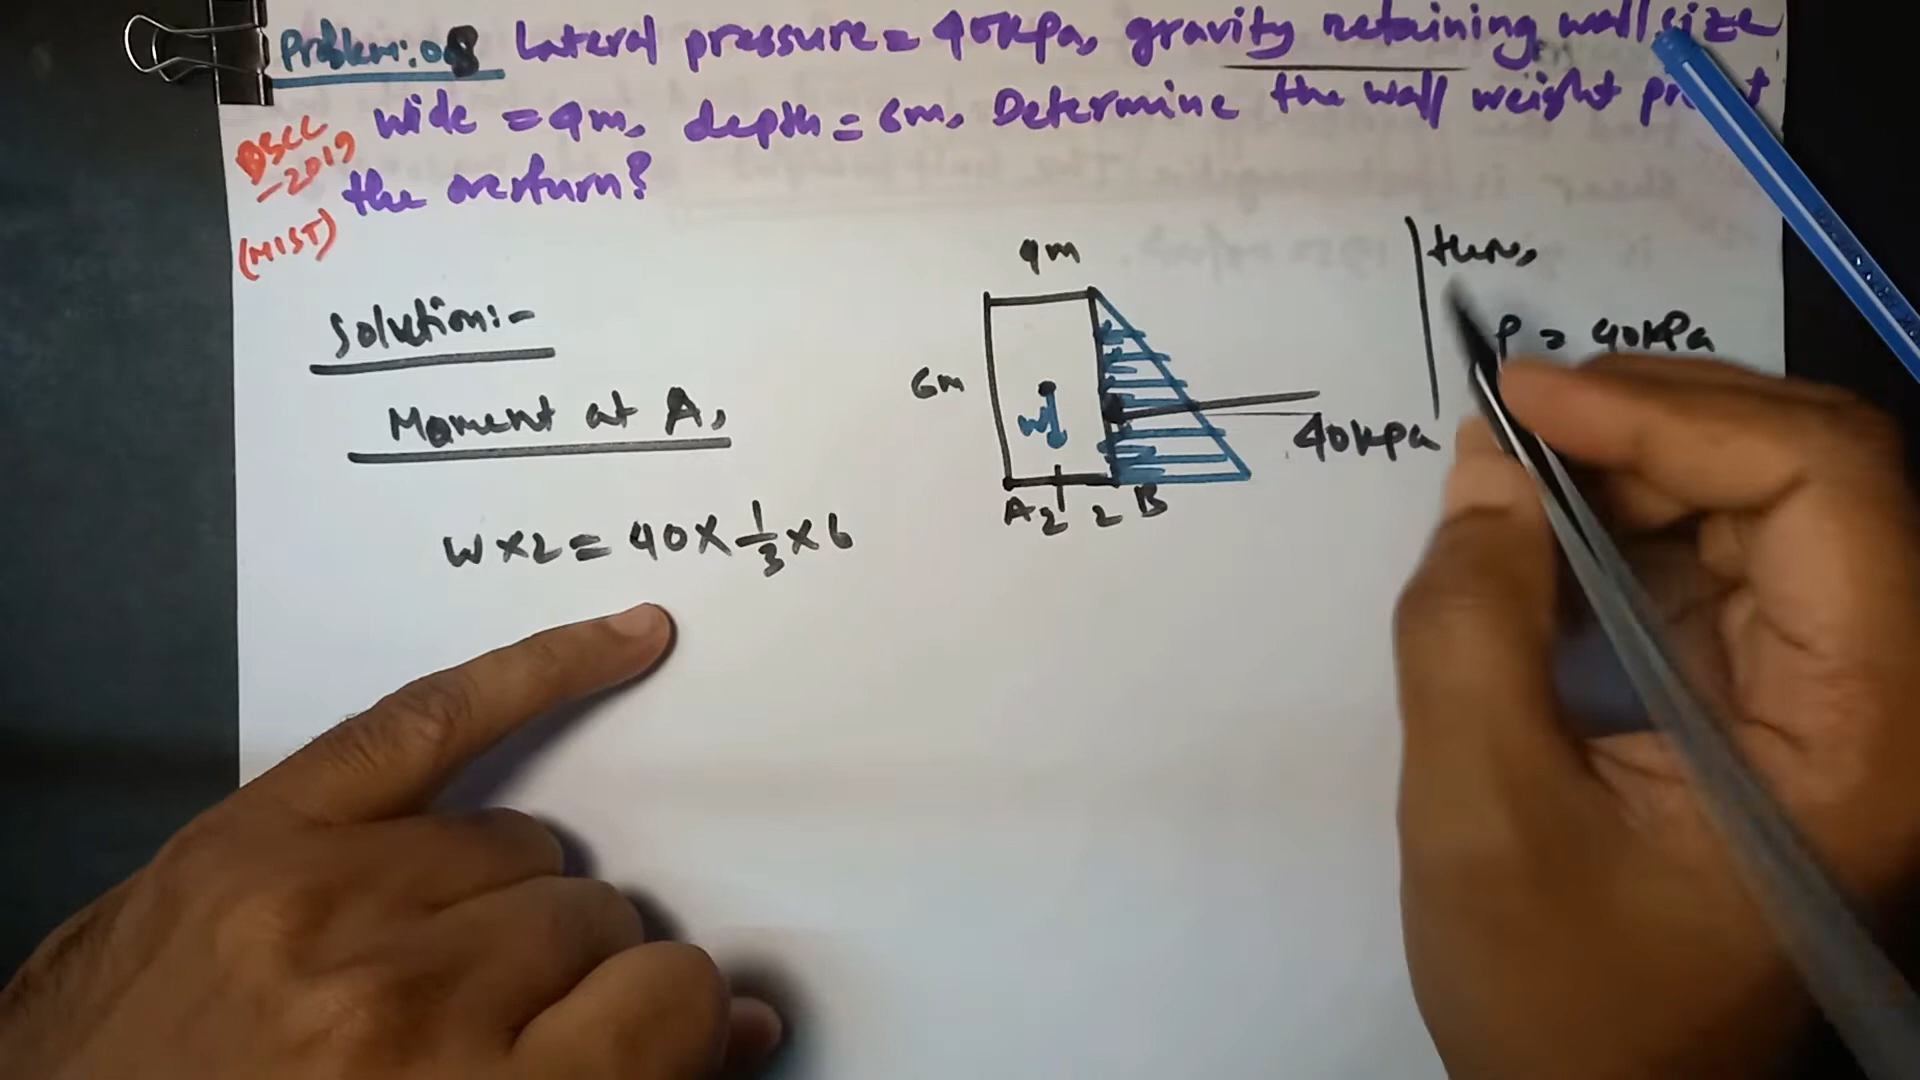 Problem:08 Lateral pressure = 40kpa, gravity retaining wall size
wide = 4m, depth = 6m, Determine the wall weight
the overturn?
DSCC
-2019
(MIST)
Solution:-
Moment at A,
W×2 = 40×1/3×6
4m
6m
W
A 2 2 B
40kpa
P = 40kPa